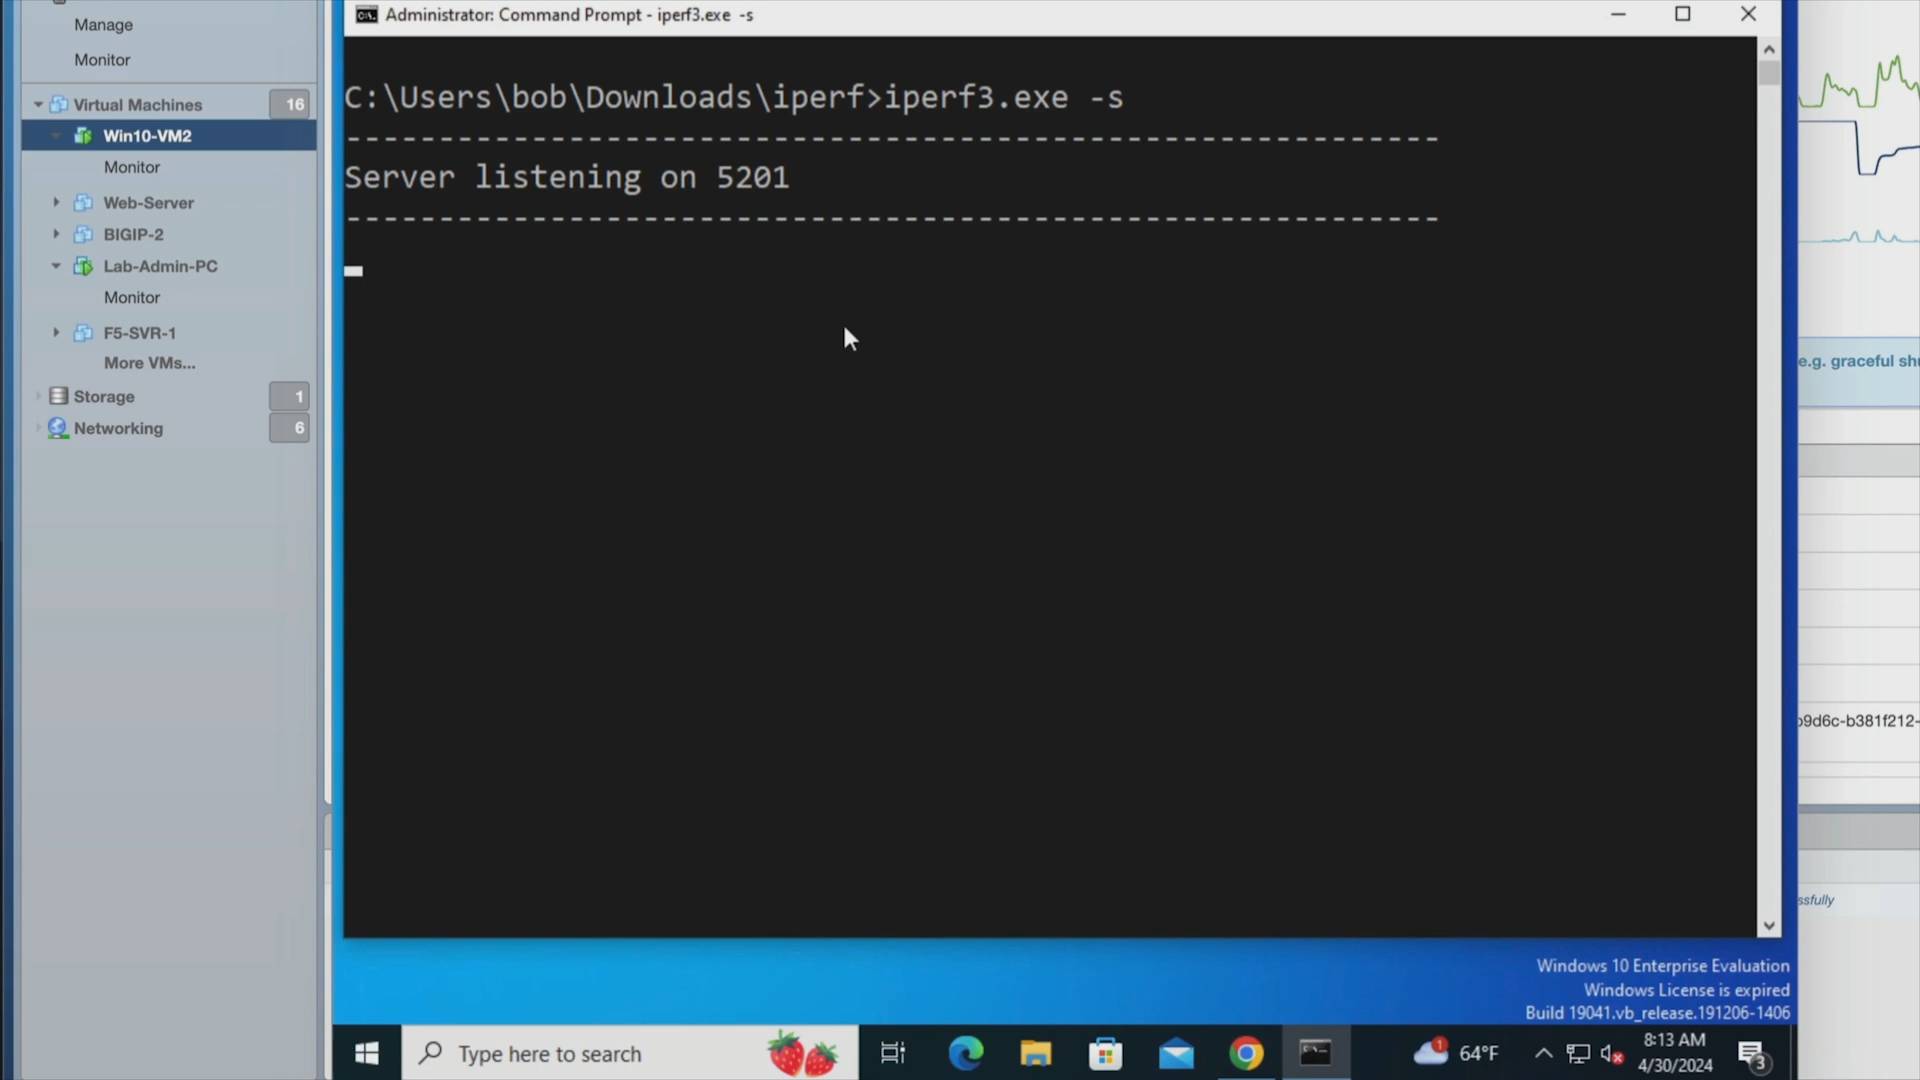 Manage
Monitor
Virtual Machines 16
Win10-VM2
Monitor
Web-Server
BIGIP-2
Lab-Admin-PC
Monitor
F5-SVR-1
More VMs...
Storage 1
Networking 6
Administrator: Command Prompt - iperf3.exe -s
C:\Users\bob\Downloads\iperf>iperf3.exe -s
-----------------------------------------------------------
Server listening on 5201
-----------------------------------------------------------
e.g. graceful shu
9d6c-b381f212-
ssfully
Windows 10 Enterprise Evaluation
Windows License is expired
Build 19041.vb_release.191206-1406
Type here to search
1
64°F
8:13 AM
4/30/2024
3